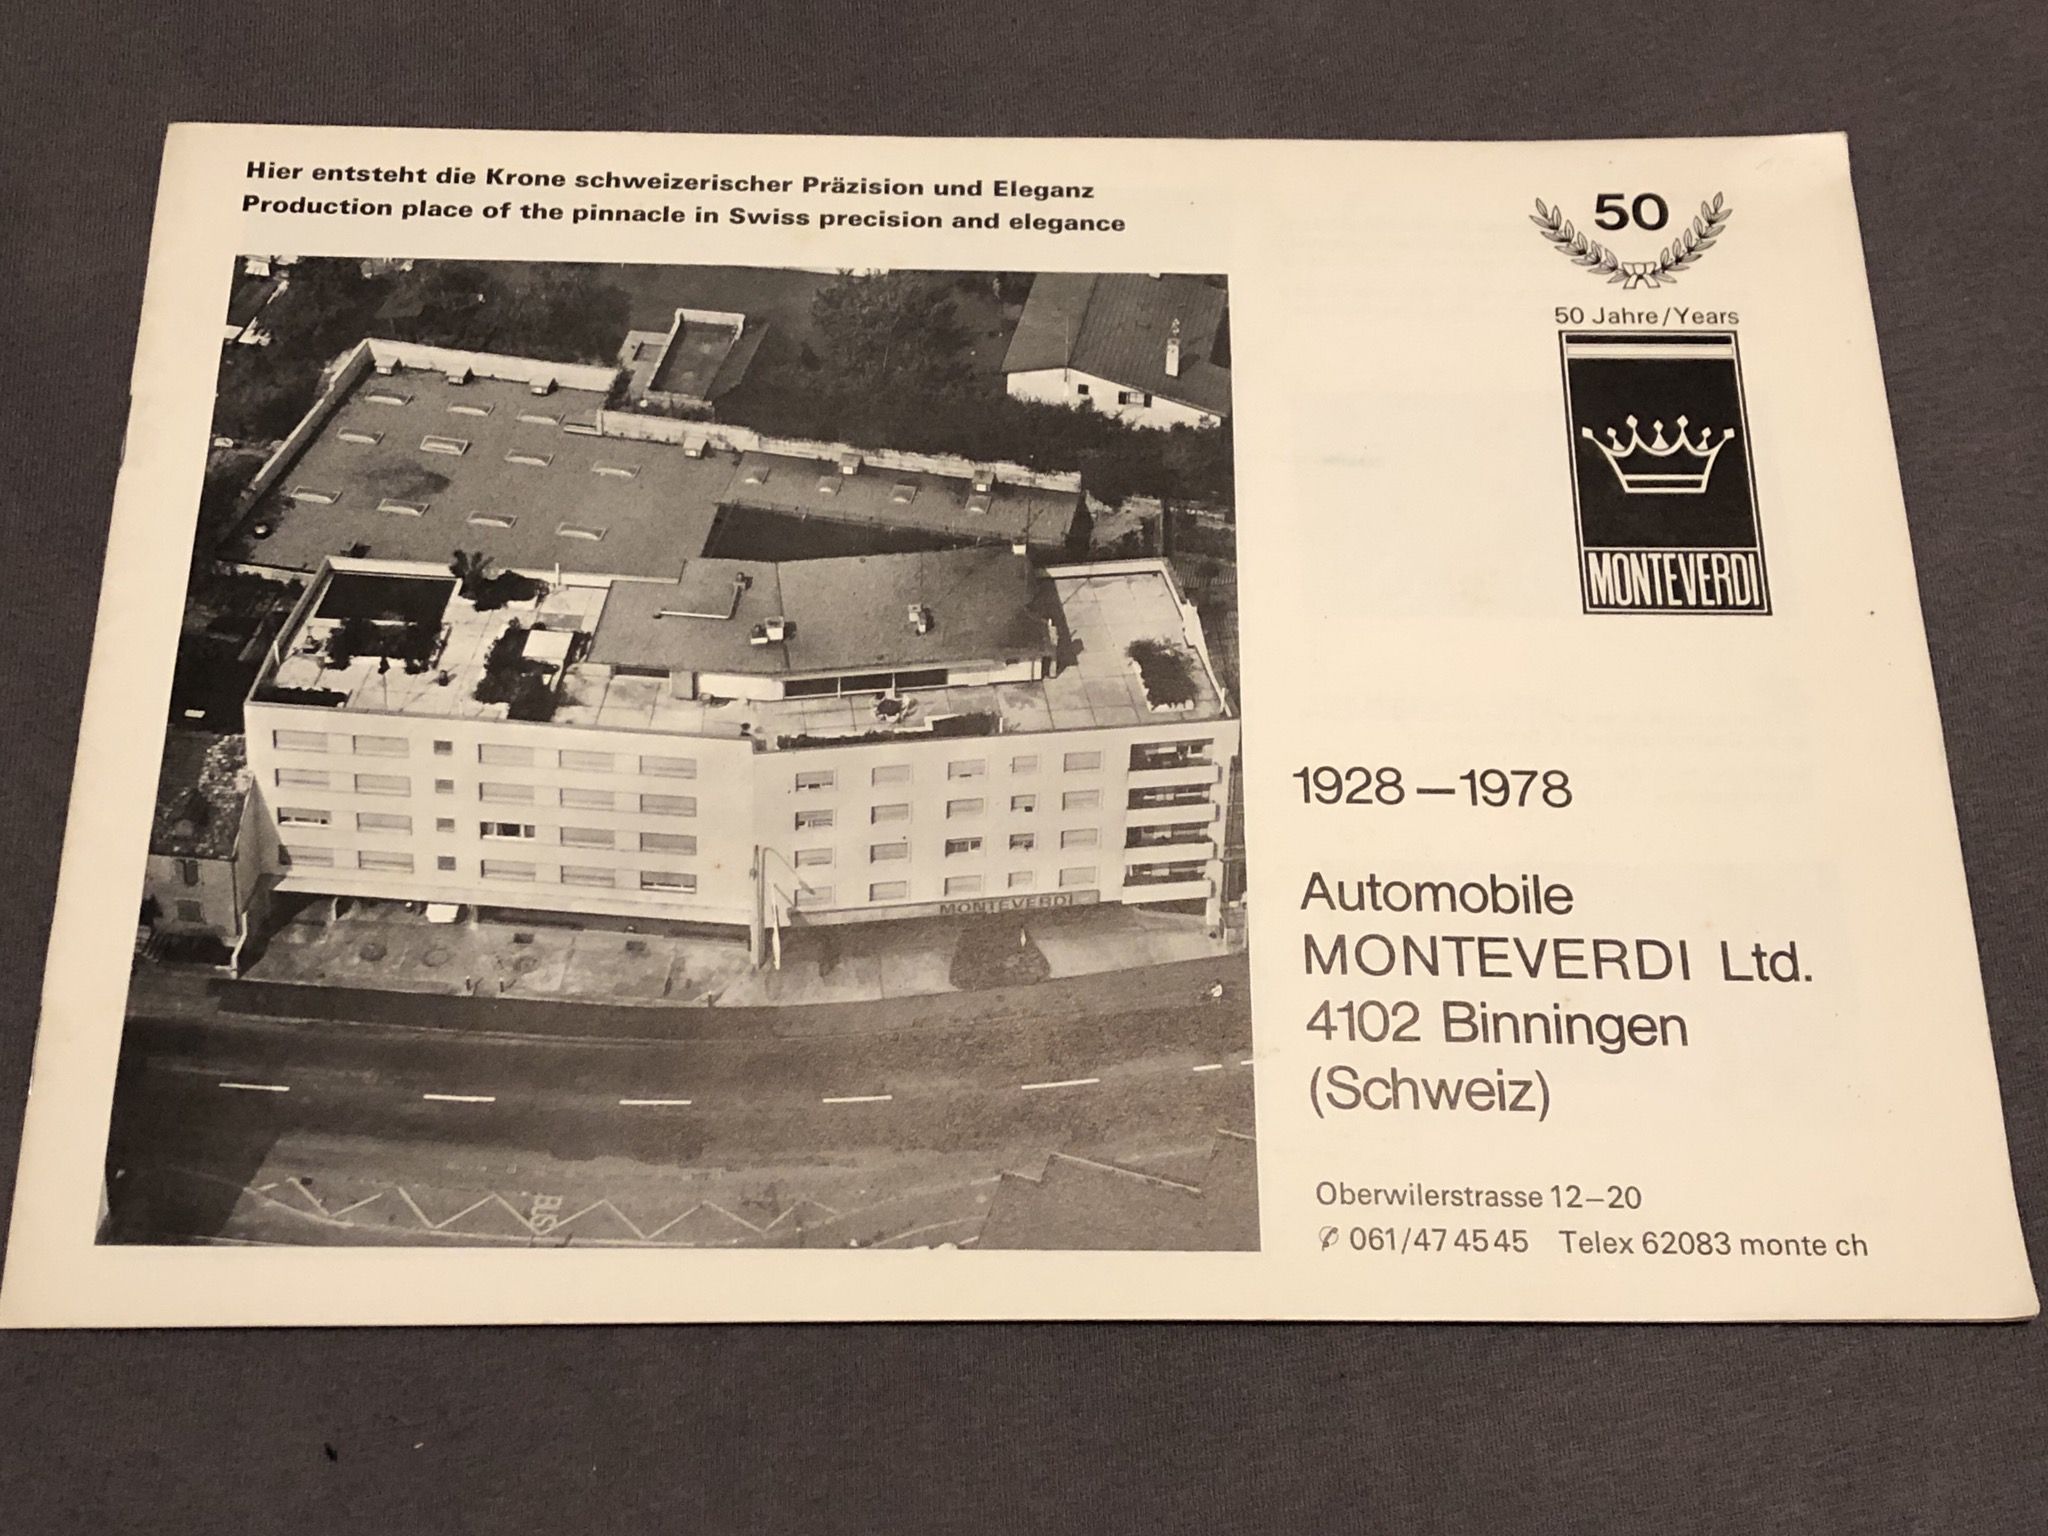 Hier entsteht die Krone schweizerischer Präzision und Eleganz
Production place of the pinnacle in Swiss precision and elegance
50
50 Jahre/Years
MONTEVERDI
MONTEVERDI
BUS
1928–1978
Automobile
MONTEVERDI Ltd.
4102 Binningen
(Schweiz)
Oberwilerstrasse 12–20
✆ 061/47 45 45 Telex 62083 monte ch